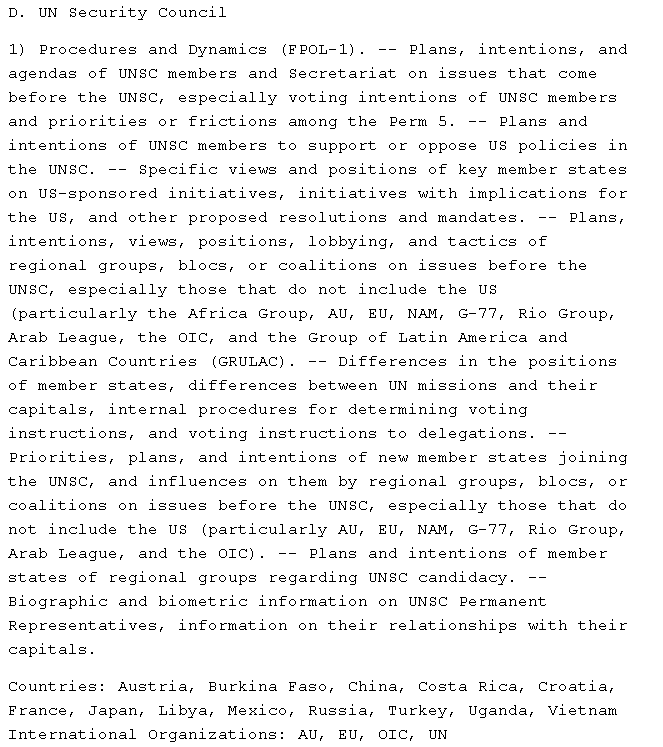 D. UN Security Council
1) Procedures and Dynamics (FPOL-1). -- Plans, intentions, and
agendas of UNSC members and Secretariat on issues that come
before the UNSC, especially voting intentions of UNSC members
and priorities or frictions among the Perm 5. -- Plans and
intentions of UNSC members to support or oppose US policies in
the UNSC. -- Specific views and positions of key member states
on US-sponsored initiatives, initiatives with implications for
the US, and other proposed resolutions and mandates. -- Plans,
intentions, views, positions, lobbying, and tactics of
regional groups, blocs, or coalitions on issues before the
UNSC, especially those that do not include the US
(particularly the Africa Group, AU, EU, NAM, G-77, Rio Group,
Arab League, the OIC, and the Group of Latin America and
Caribbean Countries (GRULAC). -- Differences in the positions
of member states, differences between UN missions and their
capitals, internal procedures for determining voting
instructions, and voting instructions to delegations. --
Priorities, plans, and intentions of new member states joining
the UNSC, and influences on them by regional groups, blocs, or
coalitions on issues before the UNSC, especially those that do
not include the US (particularly AU, EU, NAM, G-77, Rio Group,
Arab League, and the OIC). -- Plans and intentions of member
states of regional groups regarding UNSC candidacy. --
Biographic and biometric information on UNSC Permanent
Representatives, information on their relationships with their
capitals.
Countries: Austria, Burkina Faso, China, Costa Rica, Croatia,
France, Japan, Libya, Mexico, Russia, Turkey, Uganda, Vietnam
International Organizations: AU, EU, OIC, UN